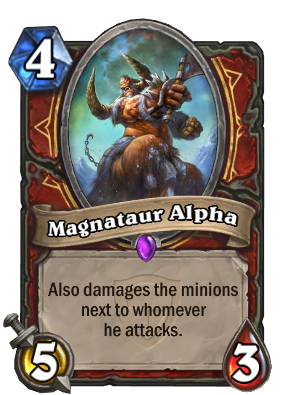 4
Magnataur Alpha
Also damages the minions
next to whomever
he attacks.
5
3